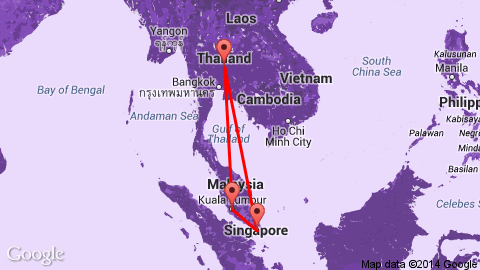 Laos
Yangon
ရန်ကုန်
Thailand
Bangkok
กรุงเทพมหานคร
Bay of Bengal
Andaman Sea
Vietnam
Cambodia
Gulf of
Thailand
Ho Chi
Minh City
South
China Sea
Kalusunan
Manila
Philipp
Kabisaya
Palawan
Negros
Davao
Malaysia
Kuala Lumpur
Singapore
Celebes S
Google
Map data ©2014 Google